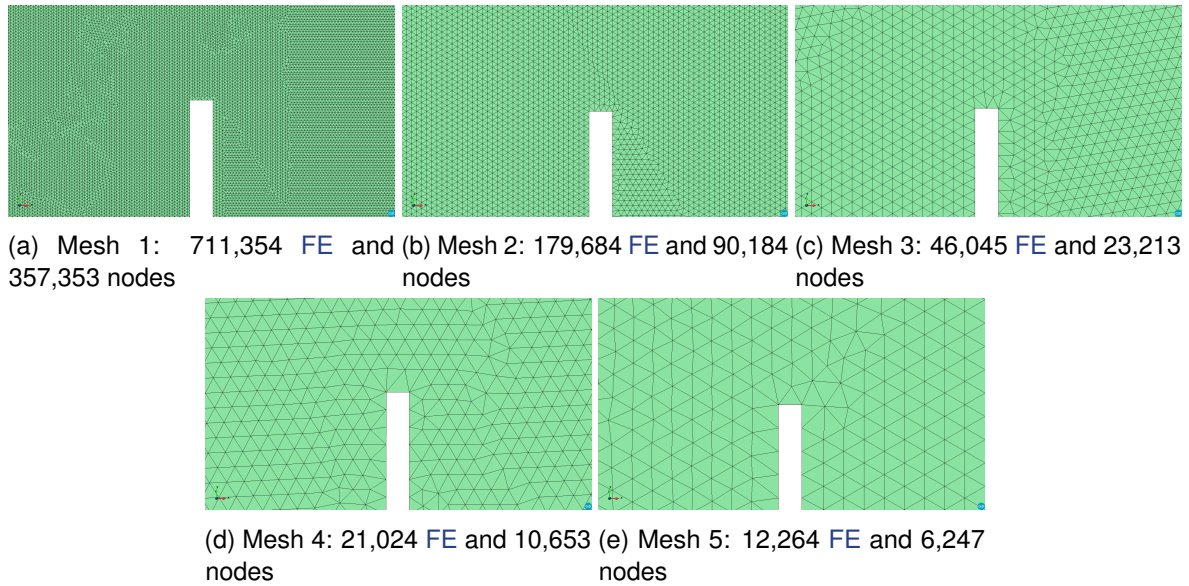 (a) Mesh 1: 711,354 FE and 357,353 nodes
(b) Mesh 2: 179,684 FE and 90,184 nodes
(c) Mesh 3: 46,045 FE and 23,213 nodes
(d) Mesh 4: 21,024 FE and 10,653 nodes
(e) Mesh 5: 12,264 FE and 6,247 nodes